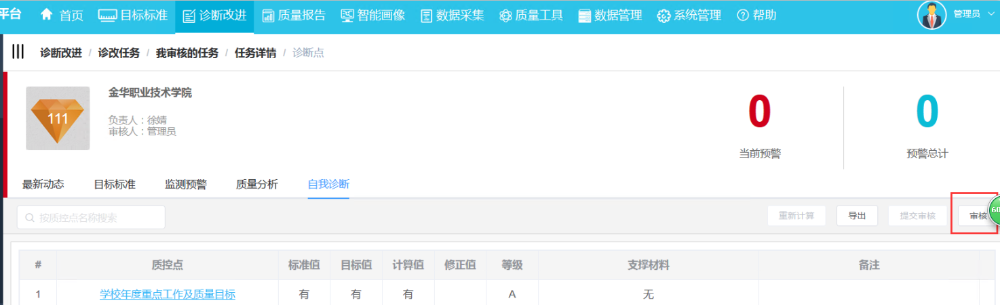 平台 首页 目标标准 诊断改进 质量报告 智能画像 数据采集 质量工具 数据管理 系统管理 帮助 管理员
诊断改进 / 诊改任务 / 我审核的任务 / 任务详情 / 诊断点
金华职业技术学院
111
负责人：徐婧
审核人：管理员
0
当前预警
0
预警总计
最新动态 目标标准 监测预警 质量分析 自我诊断
按质控点名称搜索 重新计算 导出 提交审核 审核 60
# 质控点 标准值 目标值 计算值 修正值 等级 支撑材料 备注
1 学校年度重点工作及质量目标 有 有 有 A 无